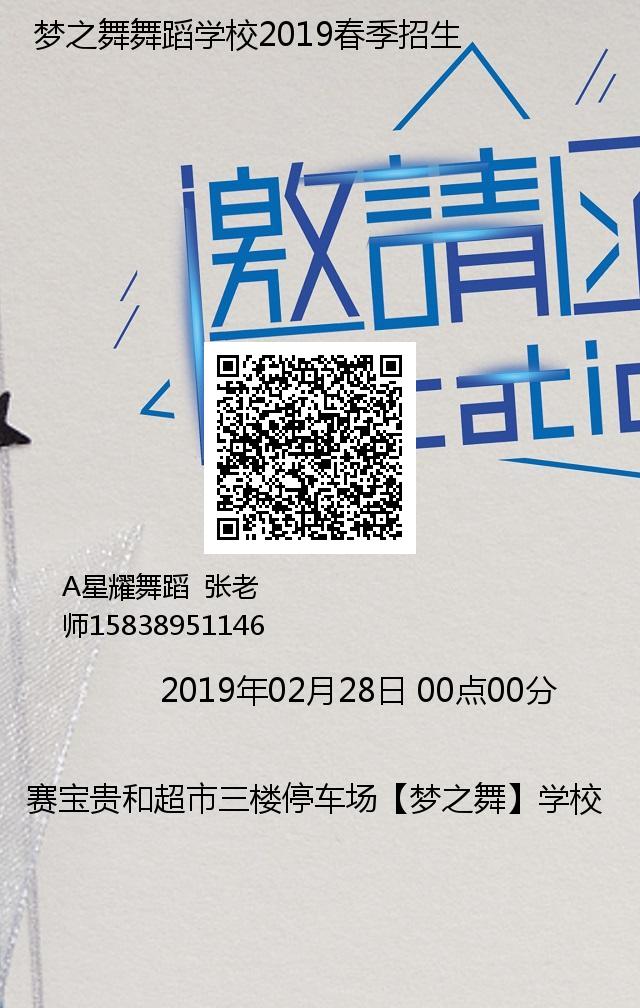 梦之舞舞蹈学校2019春季招生
邀請函
catio
A星耀舞蹈 张老
师15838951146
2019年02月28日 00点00分
赛宝贵和超市三楼停车场【梦之舞】学校